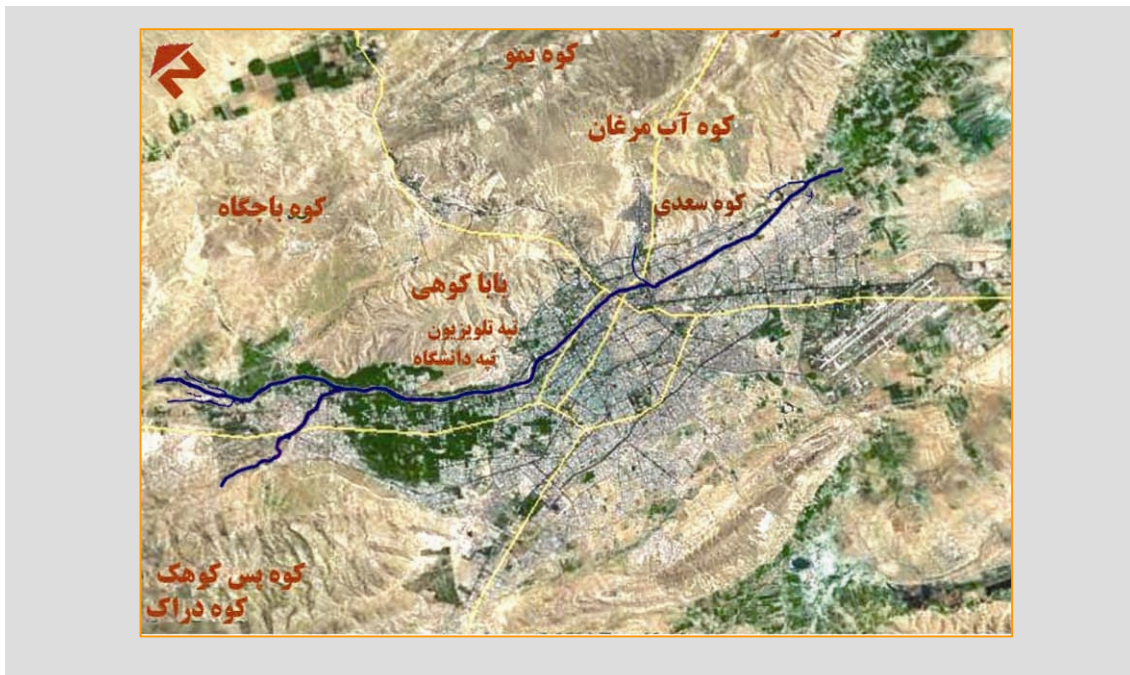 کوه بمو
کوه آب مرغان
کوه سعدی
کوه باجگاه
بابا کوهی
تپه تلویزیون
تپه دانشگاه
کوه پس کوهک
کوه دراک